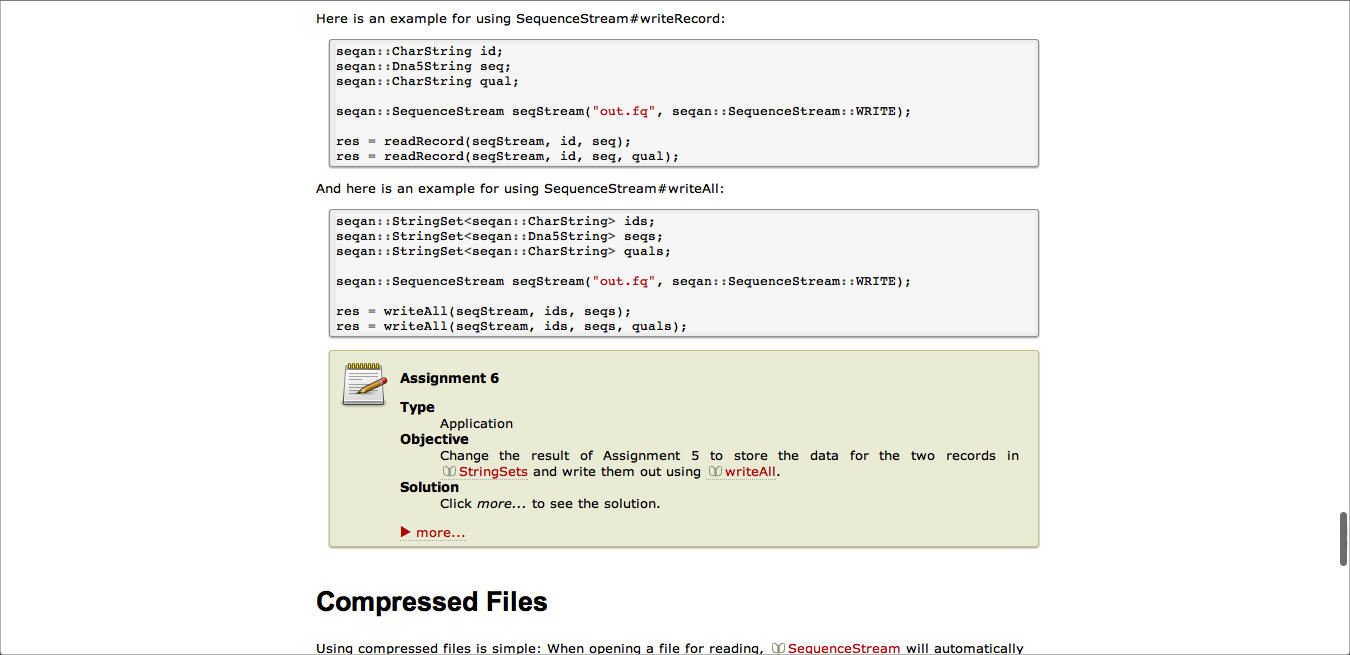 Here is an example for using SequenceStream#writeRecord:
seqan::CharString id;
seqan::Dna5String seq;
seqan::CharString qual;
seqan::SequenceStream seqStream("out.fq", seqan::SequenceStream::WRITE);
res = readRecord(seqStream, id, seq);
res = readRecord(seqStream, id, seq, qual);
And here is an example for using SequenceStream#writeAll:
seqan::StringSet<seqan::CharString> ids;
seqan::StringSet<seqan::Dna5String> seqs;
seqan::StringSet<seqan::CharString> quals;
seqan::SequenceStream seqStream("out.fq", seqan::SequenceStream::WRITE);
res = writeAll(seqStream, ids, seqs);
res = writeAll(seqStream, ids, seqs, quals);
Assignment 6
Type
Application
Objective
Change the result of Assignment 5 to store the data for the two records in
StringSets and write them out using writeAll.
Solution
Click more... to see the solution.
more...
Compressed Files
Using compressed files is simple: When opening a file for reading, SequenceStream will automatically